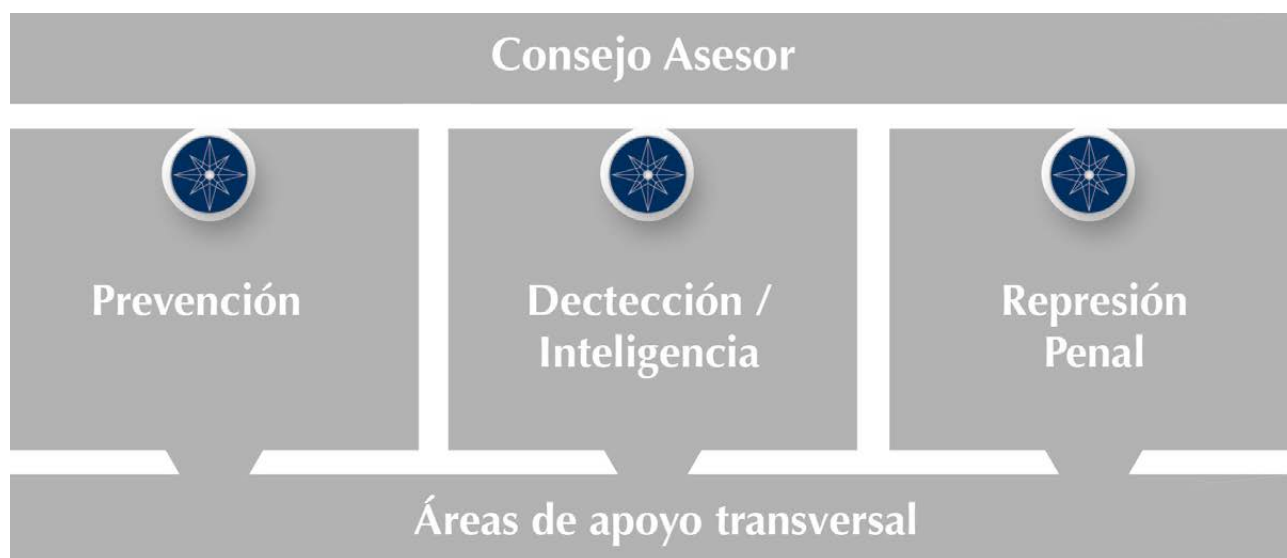 Consejo Asesor
Prevención
Dectección /
Inteligencia
Represión
Penal
Áreas de apoyo transversal